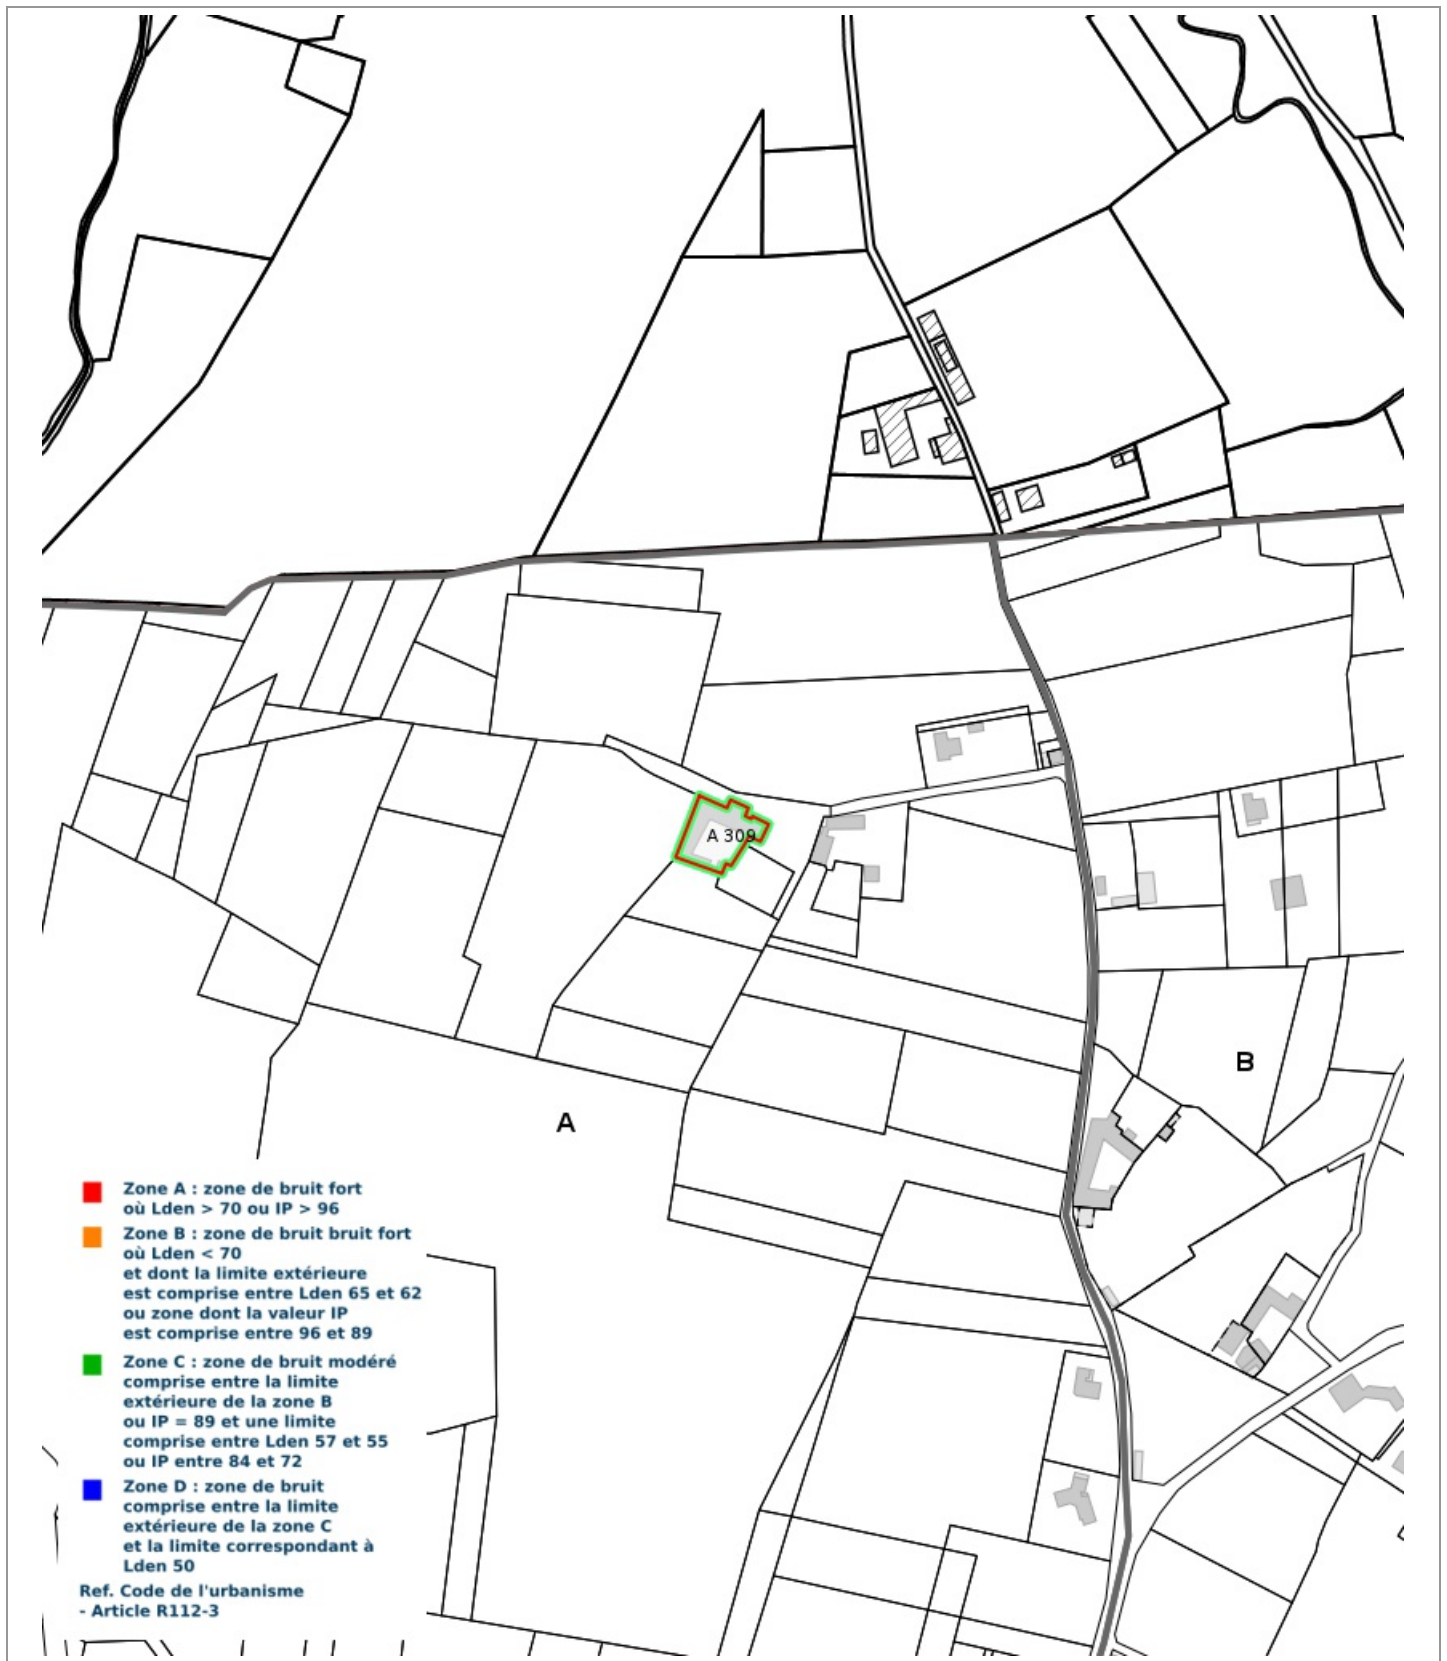 A 309
B
A
Zone A : zone de bruit fort
où Lden > 70 ou IP > 96
Zone B : zone de bruit bruit fort
où Lden < 70
et dont la limite extérieure
est comprise entre Lden 65 et 62
ou zone dont la valeur IP
est comprise entre 96 et 89
Zone C : zone de bruit modéré
comprise entre la limite
extérieure de la zone B
ou IP = 89 et une limite
comprise entre Lden 57 et 55
ou IP entre 84 et 72
Zone D : zone de bruit
comprise entre la limite
extérieure de la zone C
et la limite correspondant à
Lden 50
Ref. Code de l'urbanisme
- Article R112-3